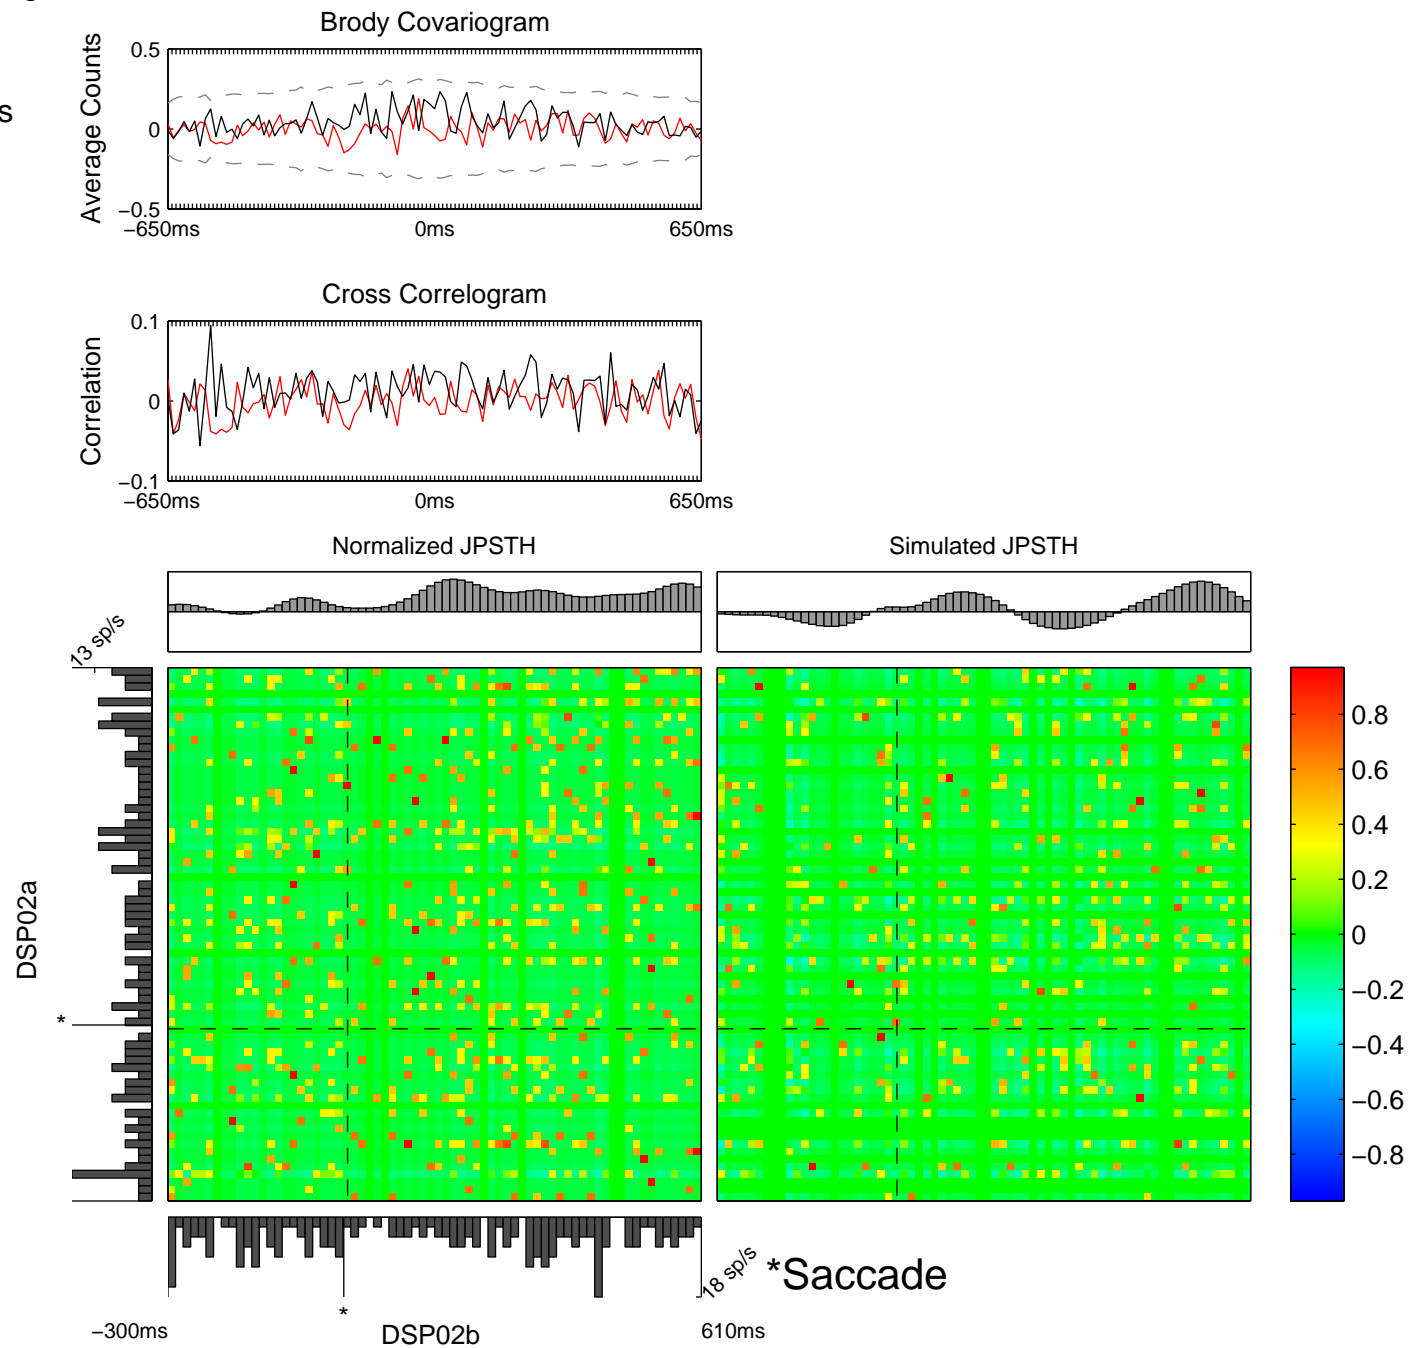 Brody Covariogram
Average Counts
0.5
0
−0.5
−650ms
0ms
650ms
s
Cross Correlogram
Correlation
0.1
0
−0.1
−650ms
0ms
650ms
Normalized JPSTH
Simulated JPSTH
13 sp/s
DSP02a
*
0.8
0.6
0.4
0.2
0
−0.2
−0.4
−0.6
−0.8
18 sp/s
*Saccade
*
−300ms
DSP02b
610ms